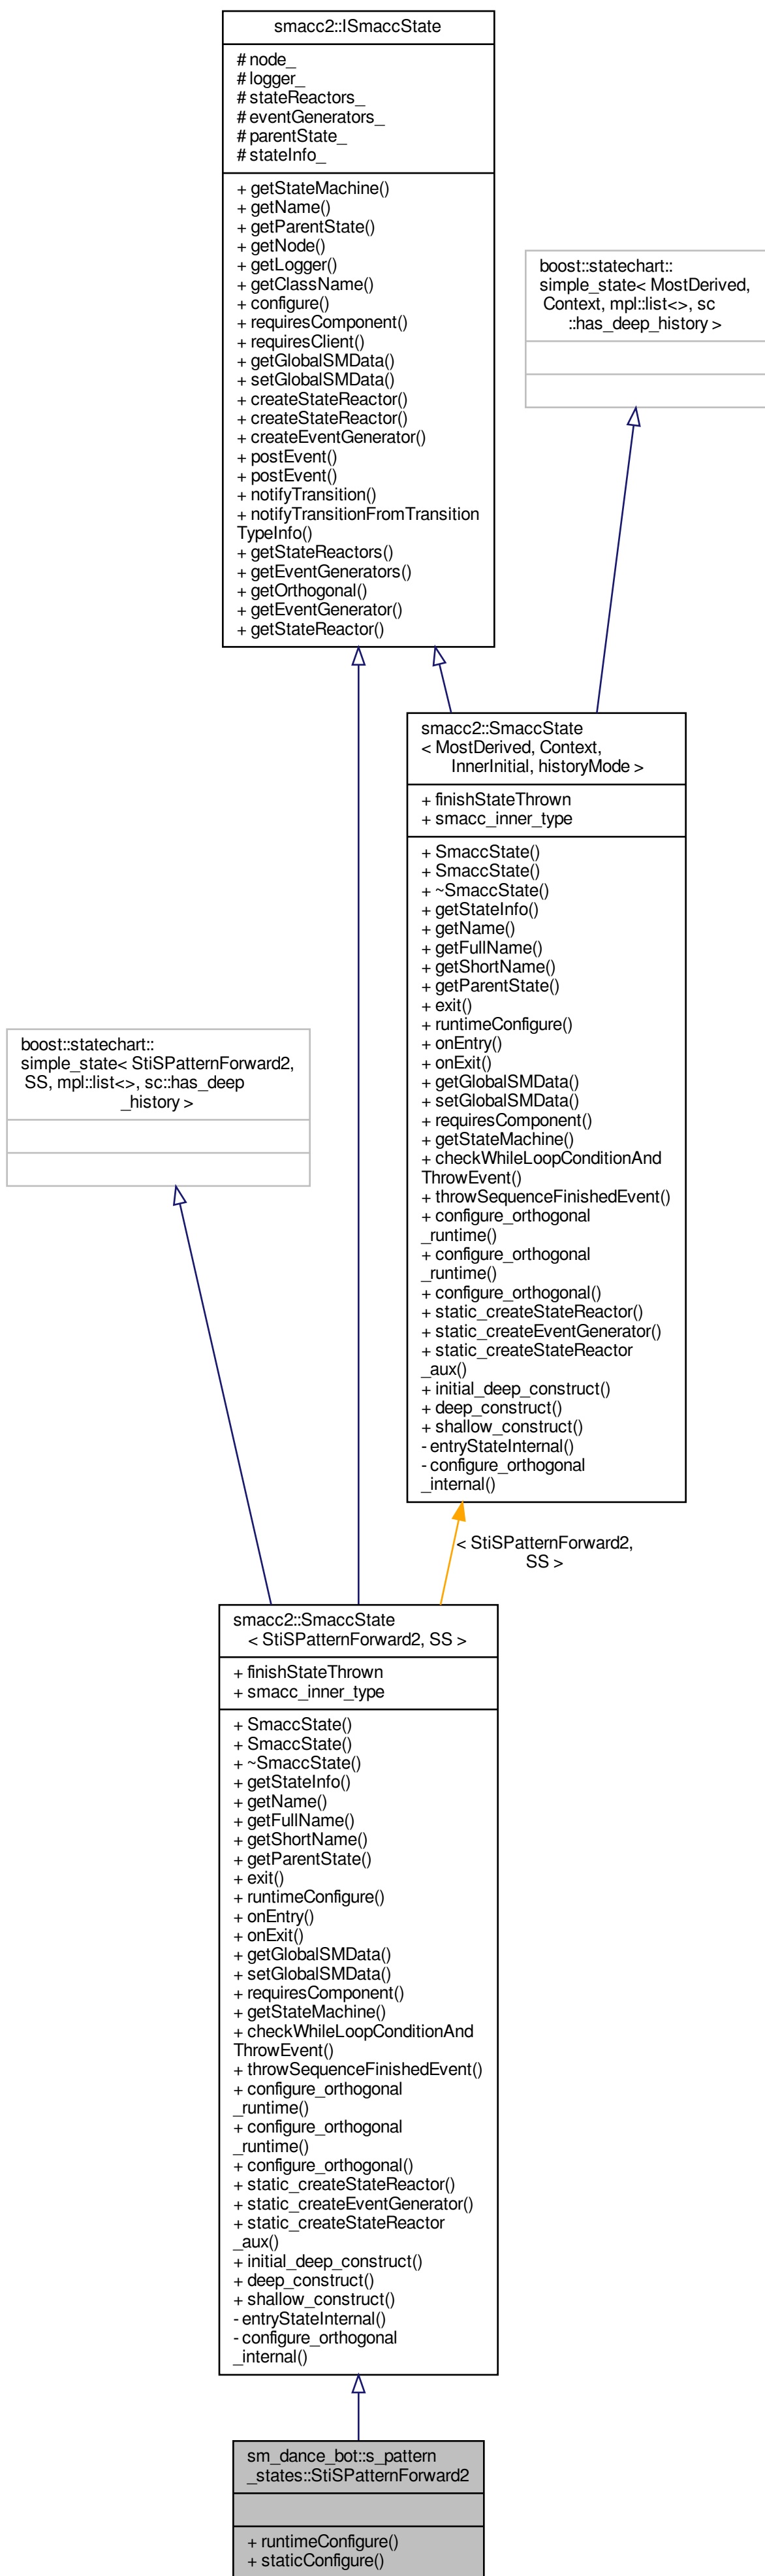 smacc2::ISmaccState
# node_
# logger_
# stateReactors_
# eventGenerators_
# parentState_
# stateInfo_
+ getStateMachine()
+ getName()
+ getParentState()
+ getNode()
+ getLogger()
+ getClassName()
+ configure()
+ requiresComponent()
+ requiresClient()
+ getGlobalSMData()
+ setGlobalSMData()
+ createStateReactor()
+ createStateReactor()
+ createEventGenerator()
+ postEvent()
+ postEvent()
+ notifyTransition()
+ notifyTransitionFromTransition
TypeInfo()
+ getStateReactors()
+ getEventGenerators()
+ getOrthogonal()
+ getEventGenerator()
+ getStateReactor()
boost::statechart::
simple_state< MostDerived,
Context, mpl::list<>, sc
::has_deep_history >
smacc2::SmaccState
< MostDerived, Context,
InnerInitial, historyMode >
+ finishStateThrown
+ smacc_inner_type
+ SmaccState()
+ SmaccState()
+ ~SmaccState()
+ getStateInfo()
+ getName()
+ getFullName()
+ getShortName()
+ getParentState()
+ exit()
+ runtimeConfigure()
+ onEntry()
+ onExit()
+ getGlobalSMData()
+ setGlobalSMData()
+ requiresComponent()
+ getStateMachine()
+ checkWhileLoopConditionAnd
ThrowEvent()
+ throwSequenceFinishedEvent()
+ configure_orthogonal
_runtime()
+ configure_orthogonal
_runtime()
+ configure_orthogonal()
+ static_createStateReactor()
+ static_createEventGenerator()
+ static_createStateReactor
_aux()
+ initial_deep_construct()
+ deep_construct()
+ shallow_construct()
- entryStateInternal()
- configure_orthogonal
_internal()
boost::statechart::
simple_state< StiSPatternForward2,
SS, mpl::list<>, sc::has_deep
_history >
< StiSPatternForward2,
SS >
smacc2::SmaccState
< StiSPatternForward2, SS >
+ finishStateThrown
+ smacc_inner_type
+ SmaccState()
+ SmaccState()
+ ~SmaccState()
+ getStateInfo()
+ getName()
+ getFullName()
+ getShortName()
+ getParentState()
+ exit()
+ runtimeConfigure()
+ onEntry()
+ onExit()
+ getGlobalSMData()
+ setGlobalSMData()
+ requiresComponent()
+ getStateMachine()
+ checkWhileLoopConditionAnd
ThrowEvent()
+ throwSequenceFinishedEvent()
+ configure_orthogonal
_runtime()
+ configure_orthogonal
_runtime()
+ configure_orthogonal()
+ static_createStateReactor()
+ static_createEventGenerator()
+ static_createStateReactor
_aux()
+ initial_deep_construct()
+ deep_construct()
+ shallow_construct()
- entryStateInternal()
- configure_orthogonal
_internal()
sm_dance_bot::s_pattern
_states::StiSPatternForward2
+ runtimeConfigure()
+ staticConfigure()